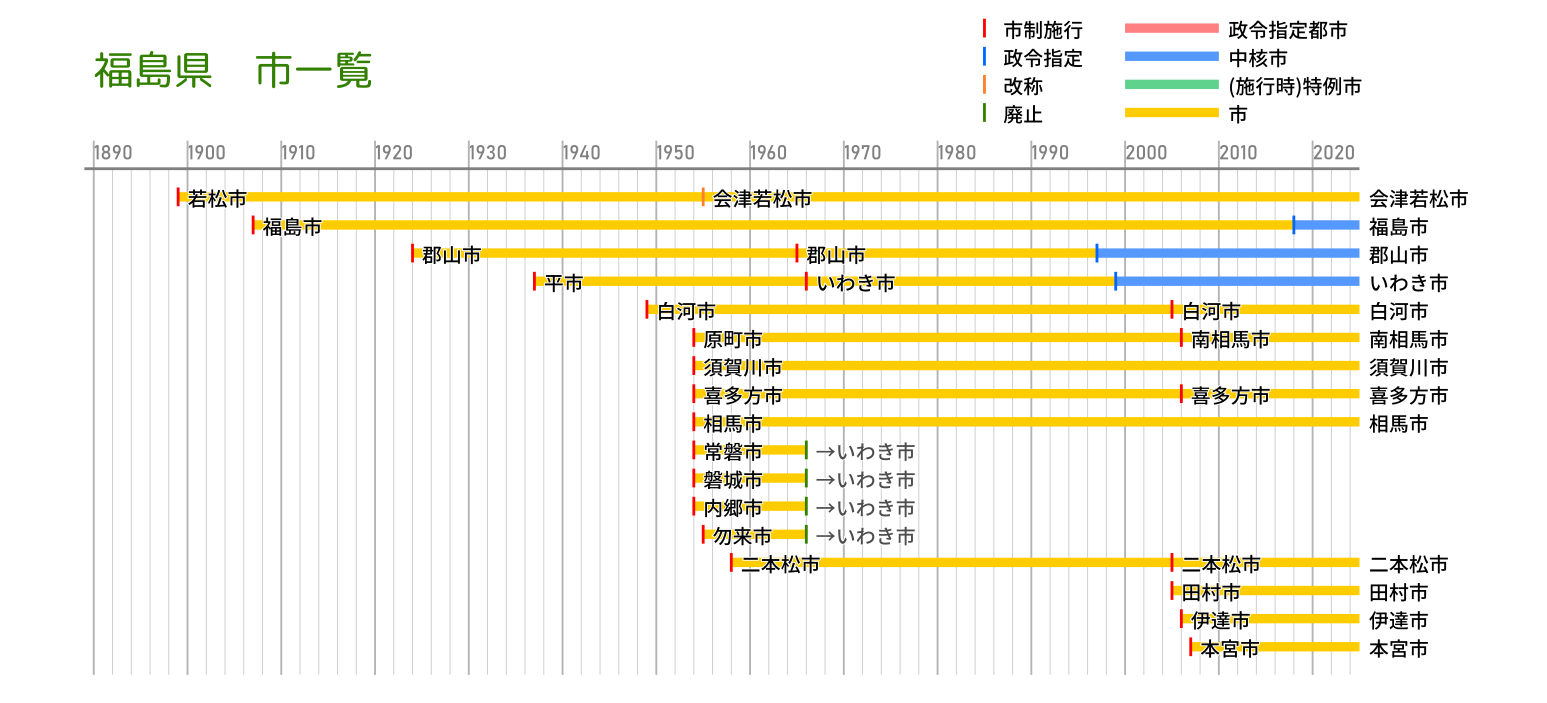 福島県　市一覧
市制施行 政令指定都市
政令指定 中核市
改称 (施行時)特例市
廃止 市
1890 1900 1910 1920 1930 1940 1950 1960 1970 1980 1990 2000 2010 2020
若松市 会津若松市 会津若松市
福島市 福島市
郡山市 郡山市 郡山市
平市 いわき市 いわき市
白河市 白河市 白河市
原町市 南相馬市 南相馬市
須賀川市 須賀川市
喜多方市 喜多方市 喜多方市
相馬市 相馬市
常磐市 →いわき市
磐城市 →いわき市
内郷市 →いわき市
勿来市 →いわき市
二本松市 二本松市 二本松市
田村市 田村市
伊達市 伊達市
本宮市 本宮市